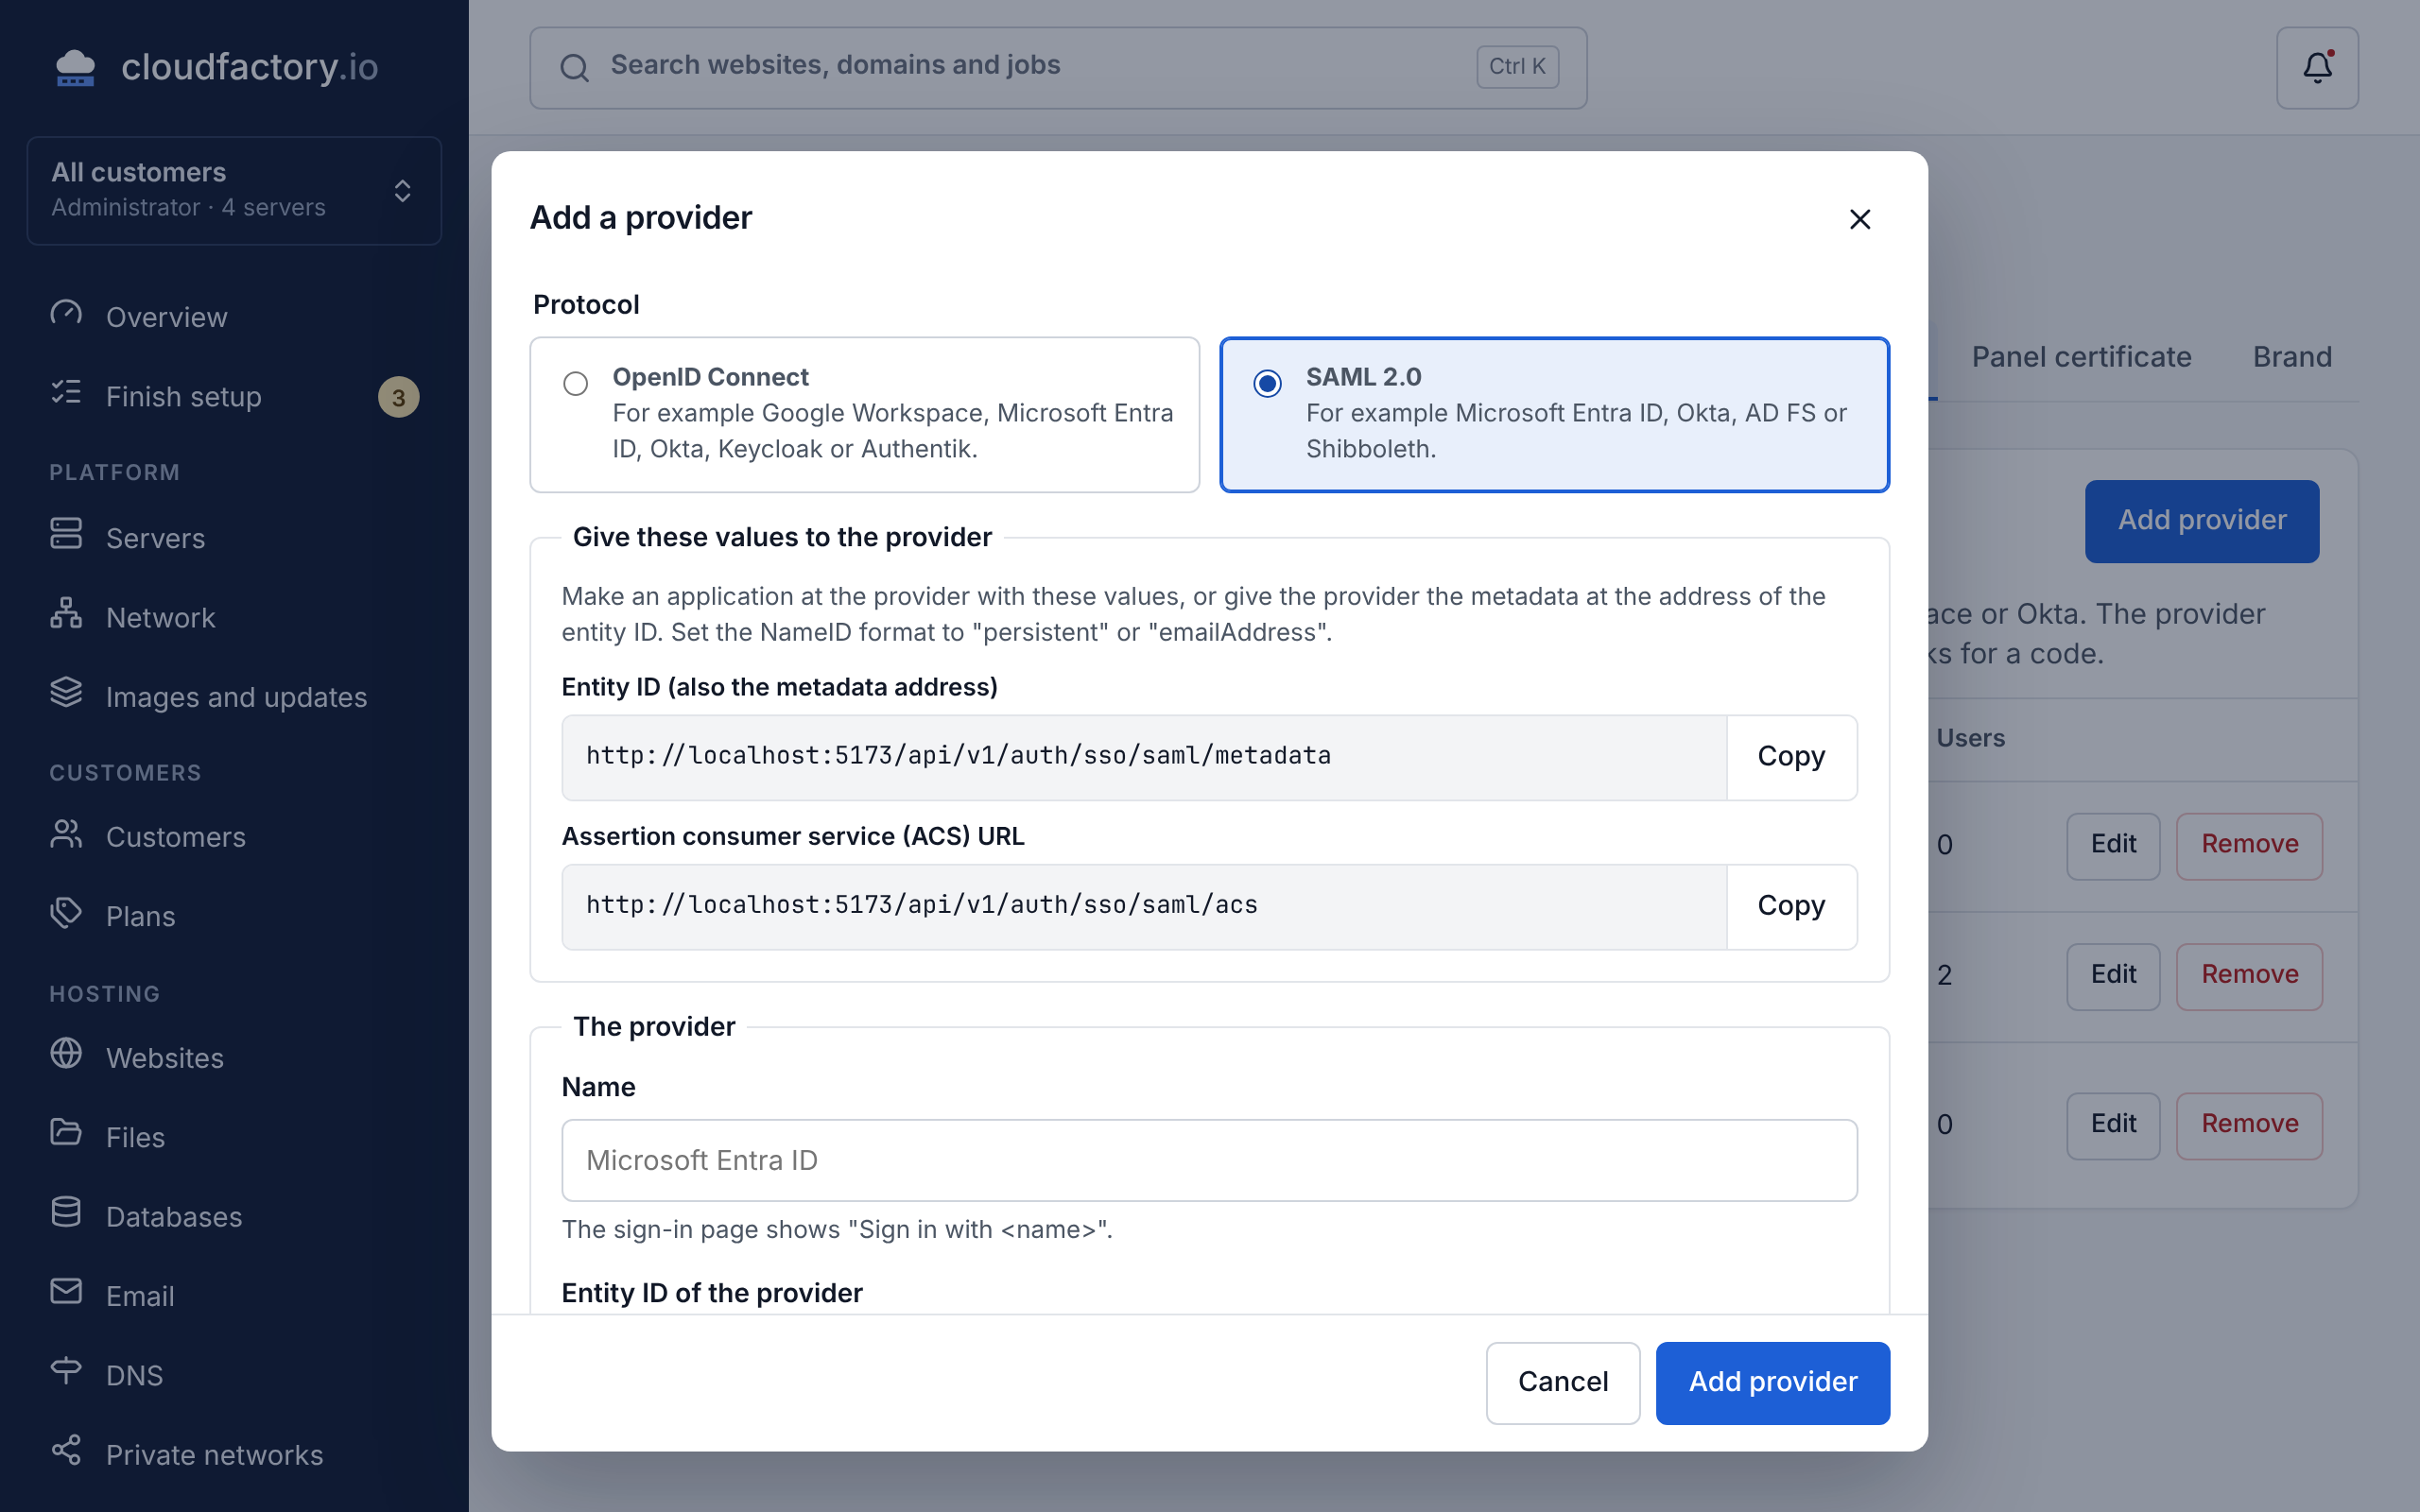 cloudfactory.io
All customers
Administrator · 4 servers
Overview
Finish setup
3
PLATFORM
Servers
Network
Images and updates
CUSTOMERS
Customers
Plans
HOSTING
Websites
Files
Databases
Email
DNS
Private networks
Search websites, domains and jobs
Ctrl K
Add a provider
Protocol
OpenID Connect
For example Google Workspace, Microsoft Entra
ID, Okta, Keycloak or Authentik.
SAML 2.0
For example Microsoft Entra ID, Okta, AD FS or
Shibboleth.
Give these values to the provider
Make an application at the provider with these values, or give the provider the metadata at the address of the
entity ID. Set the NameID format to "persistent" or "emailAddress".
Entity ID (also the metadata address)
http://localhost:5173/api/v1/auth/sso/saml/metadata
Copy
Assertion consumer service (ACS) URL
http://localhost:5173/api/v1/auth/sso/saml/acs
Copy
The provider
Name
Microsoft Entra ID
The sign-in page shows "Sign in with <name>".
Entity ID of the provider
Cancel
Add provider
Panel certificate
Brand
Add provider
or Okta. The provider
for a code.
Users
0
Edit
Remove
2
Edit
Remove
0
Edit
Remove